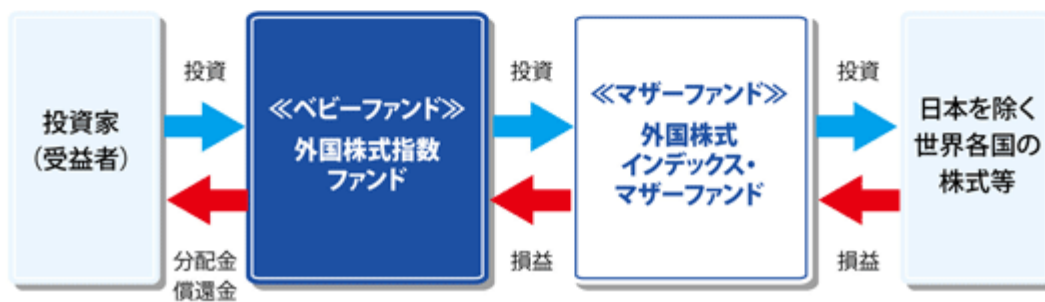 投資家
（受益者）
投資
分配金
償還金
≪ベビーファンド≫
外国株式指数
ファンド
投資
損益
≪マザーファンド≫
外国株式
インデックス・
マザーファンド
投資
損益
日本を除く
世界各国の
株式等